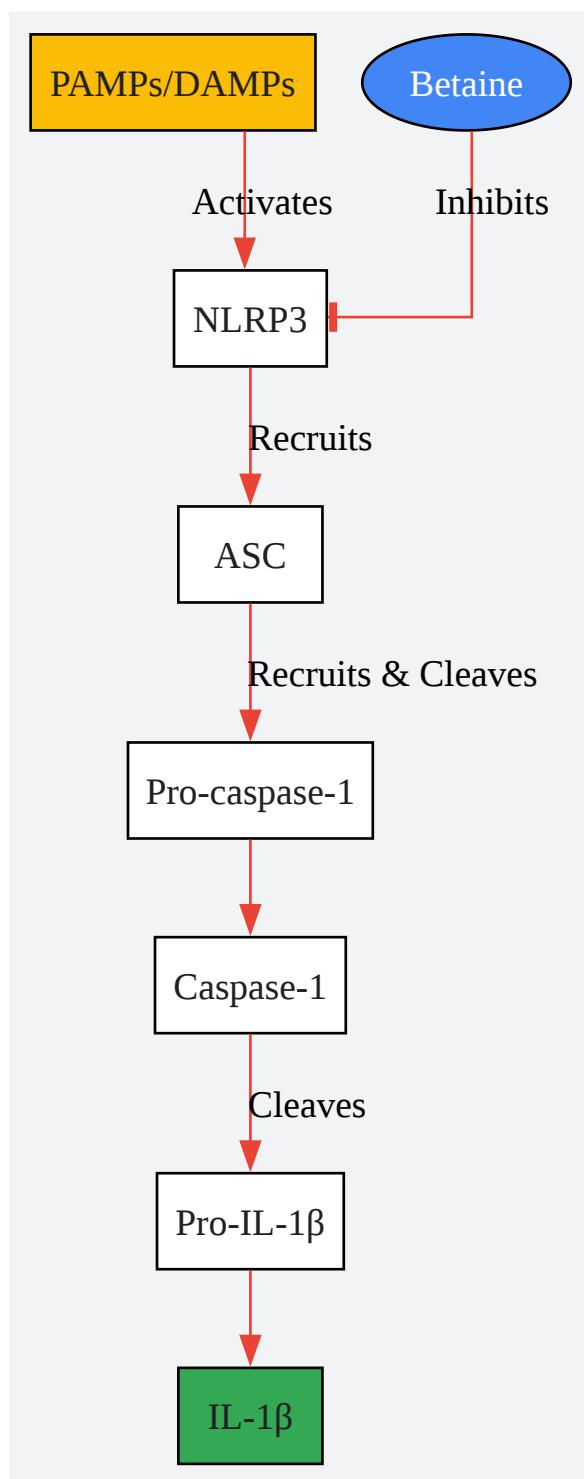 PAMPs/DAMPs
Betaine
Activates
Inhibits
NLRP3
Recruits
ASC
Recruits & Cleaves
Pro-caspase-1
Caspase-1
Cleaves
Pro-IL-1β
IL-1β